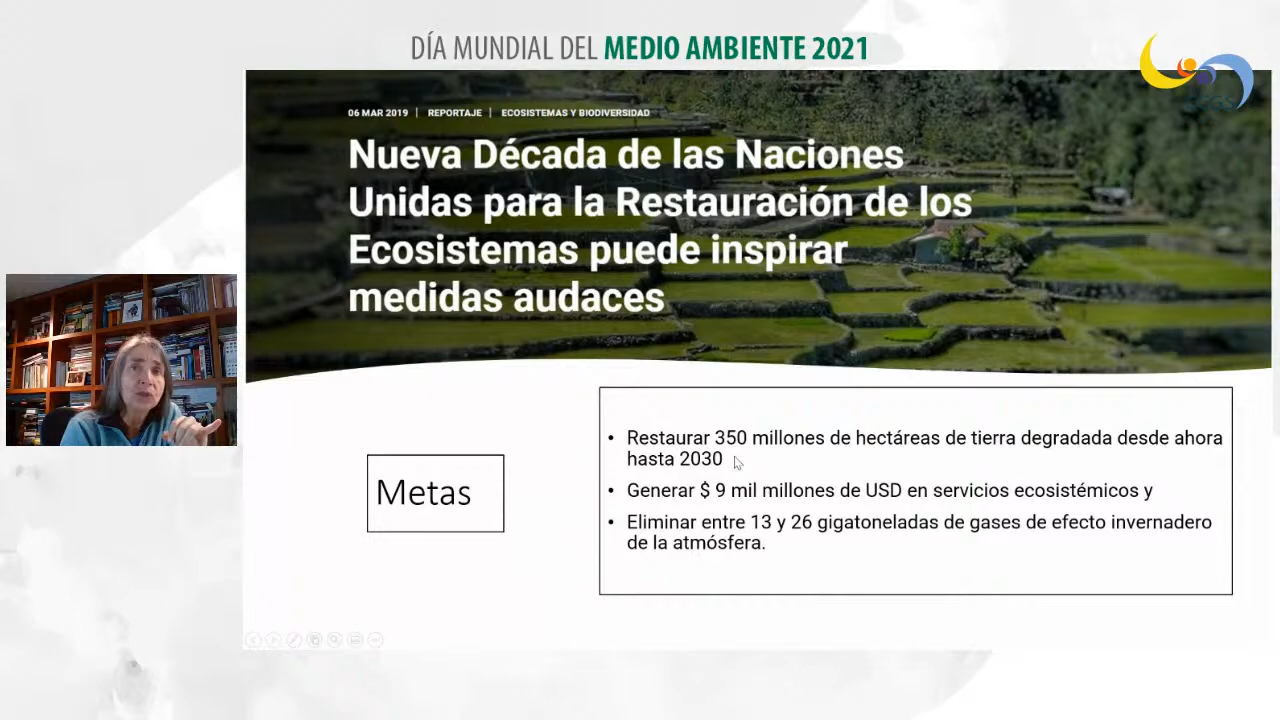 DÍA MUNDIAL DEL MEDIO AMBIENTE 2021
06 MAR 2019 | REPORTAJE | ECOSISTEMAS Y BIODIVERSIDAD
Nueva Década de las Naciones
Unidas para la Restauración de los
Ecosistemas puede inspirar
medidas audaces
Metas
• Restaurar 350 millones de hectáreas de tierra degradada desde ahora
hasta 2030
• Generar $ 9 mil millones de USD en servicios ecosistémicos y
• Eliminar entre 13 y 26 gigatoneladas de gases de efecto invernadero
de la atmósfera.